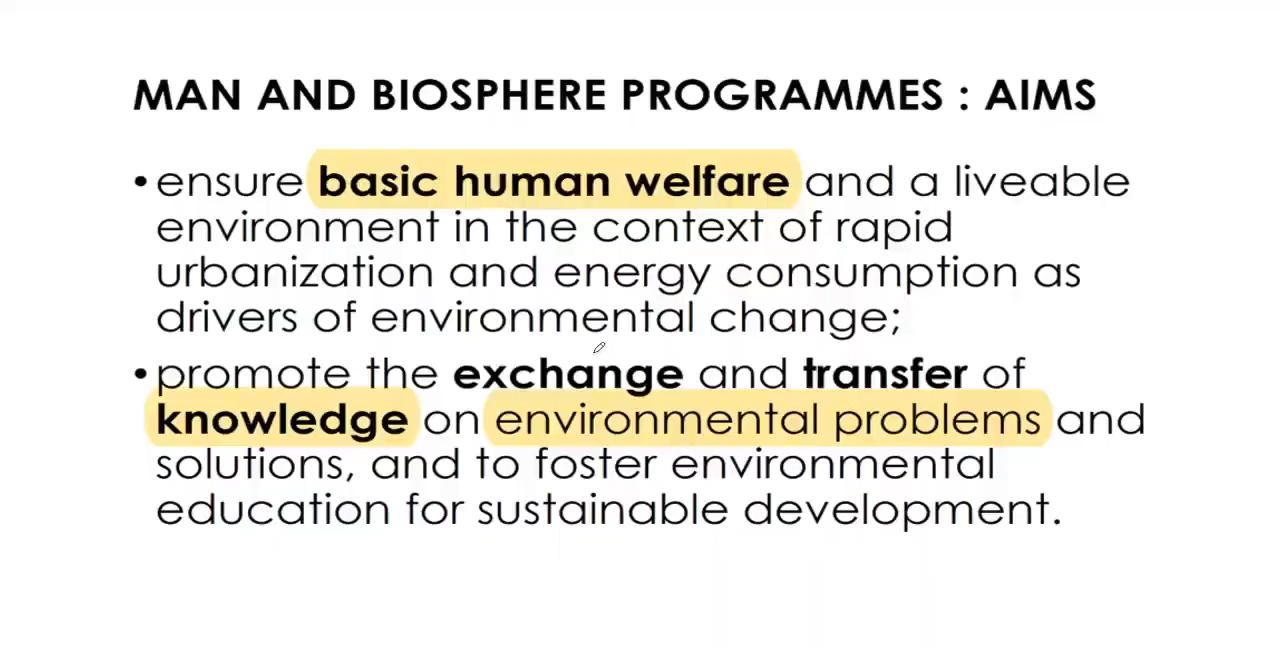 MAN AND BIOSPHERE PROGRAMMES : AIMS
• ensure basic human welfare and a liveable
environment in the context of rapid
urbanization and energy consumption as
drivers of environmental change;
• promote the exchange and transfer of
knowledge on environmental problems and
solutions, and to foster environmental
education for sustainable development.